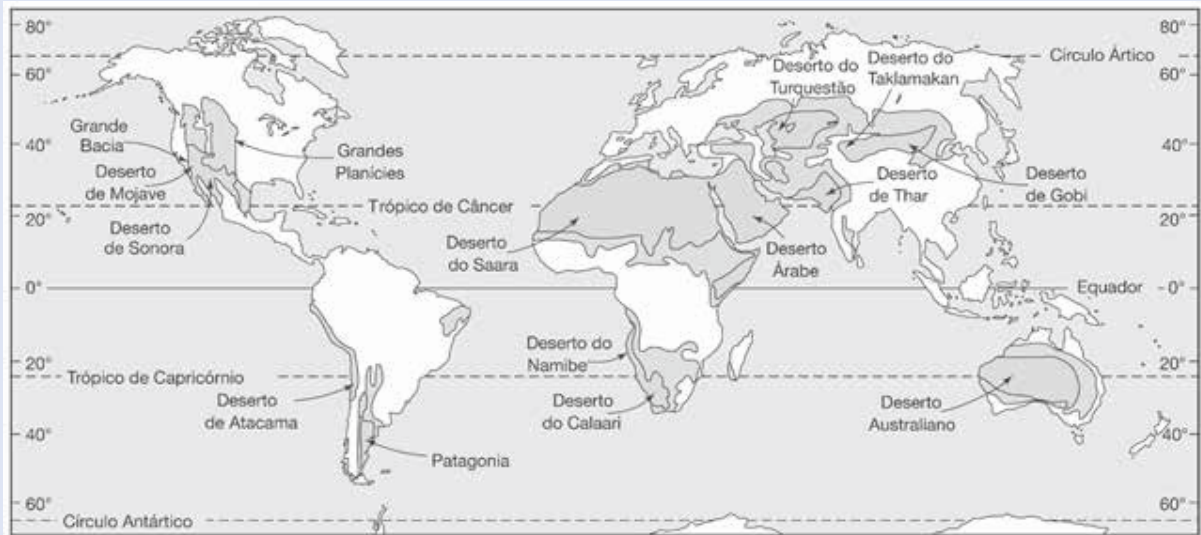 80°
80°
Círculo Ártico
60°
60°
Deserto do
Turquestão
Deserto do
Taklamakan
Grande
Bacia
40°
40°
Grandes
Planícies
Deserto
de Mojave
Deserto
de Thar
Deserto
de Gobi
Trópico de Câncer
20°
20°
Deserto
de Sonora
Deserto
do Saara
Deserto
Árabe
0°
Equador
0°
Deserto do
Namibe
20°
20°
Trópico de Capricórnio
Deserto
de Atacama
Deserto
do Calaari
Deserto
Australiano
40°
40°
Patagonia
60°
60°
Círculo Antártico